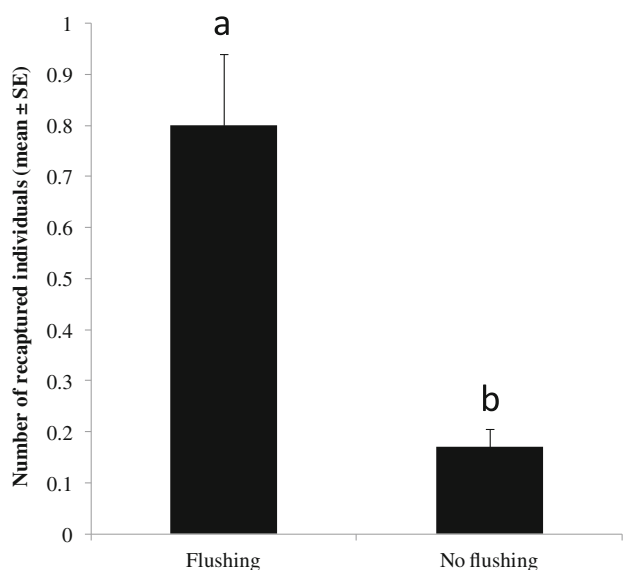 Number of recaptured individuals (mean ± SE)
1
0.9
0.8
0.7
0.6
0.5
0.4
0.3
0.2
0.1
0
a
b
Flushing
No flushing